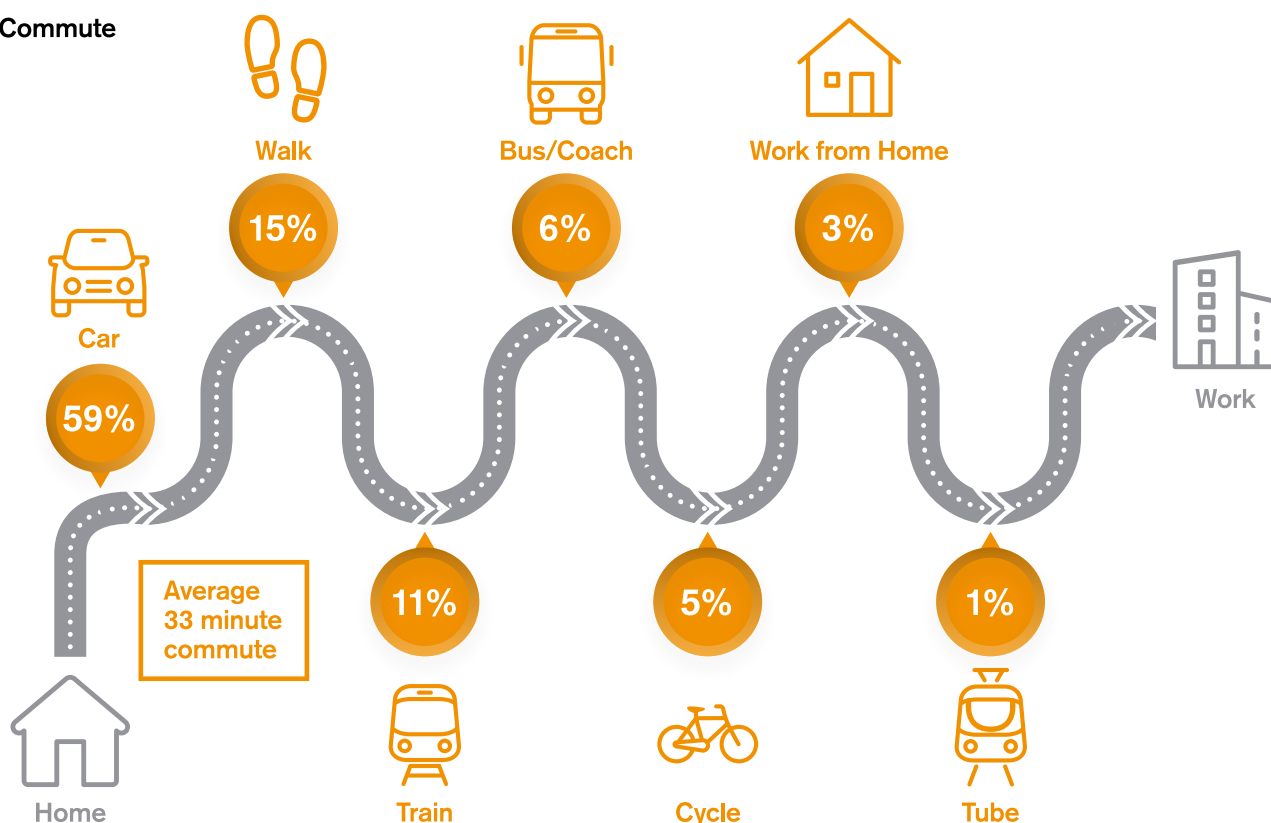 Commute
Walk
15%
Bus/Coach
6%
Work from Home
3%
Car
59%
Work
Average
33 minute
commute
11%
Train
5%
Cycle
1%
Tube
Home